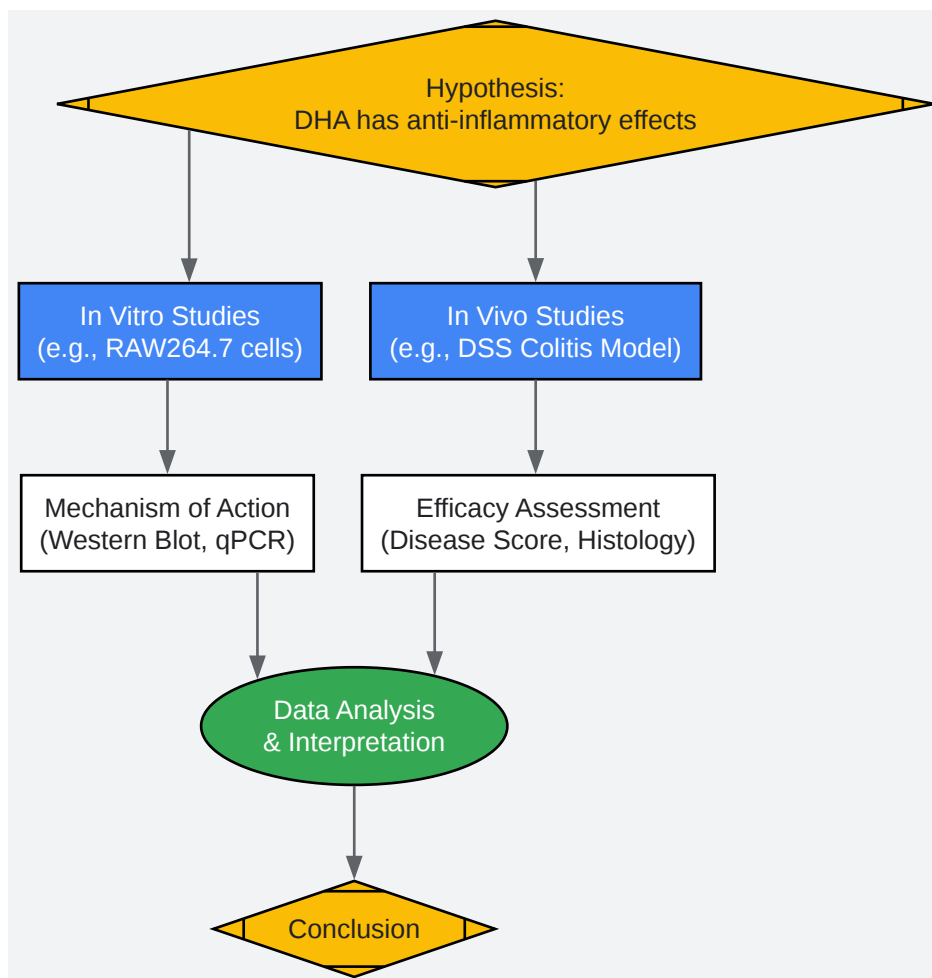 Hypothesis:
DHA has anti-inflammatory effects
In Vitro Studies
(e.g., RAW264.7 cells)
In Vivo Studies
(e.g., DSS Colitis Model)
Mechanism of Action
(Western Blot, qPCR)
Efficacy Assessment
(Disease Score, Histology)
Data Analysis
& Interpretation
Conclusion